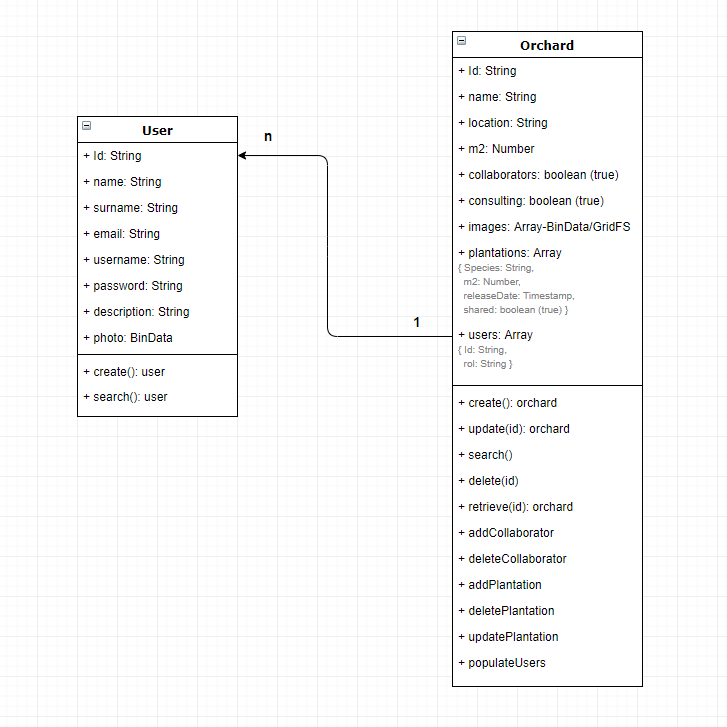 User
+ Id: String
+ name: String
+ surname: String
+ email: String
+ username: String
+ password: String
+ description: String
+ photo: BinData
+ create(): user
+ search(): user
n
1
Orchard
+ Id: String
+ name: String
+ location: String
+ m2: Number
+ collaborators: boolean (true)
+ consulting: boolean (true)
+ images: Array-BinData/GridFS
+ plantations: Array
{ Species: String,
m2: Number,
releaseDate: Timestamp,
shared: boolean (true) }
+ users: Array
{ Id: String,
rol: String }
+ create(): orchard
+ update(id): orchard
+ search()
+ delete(id)
+ retrieve(id): orchard
+ addCollaborator
+ deleteCollaborator
+ addPlantation
+ deletePlantation
+ updatePlantation
+ populateUsers